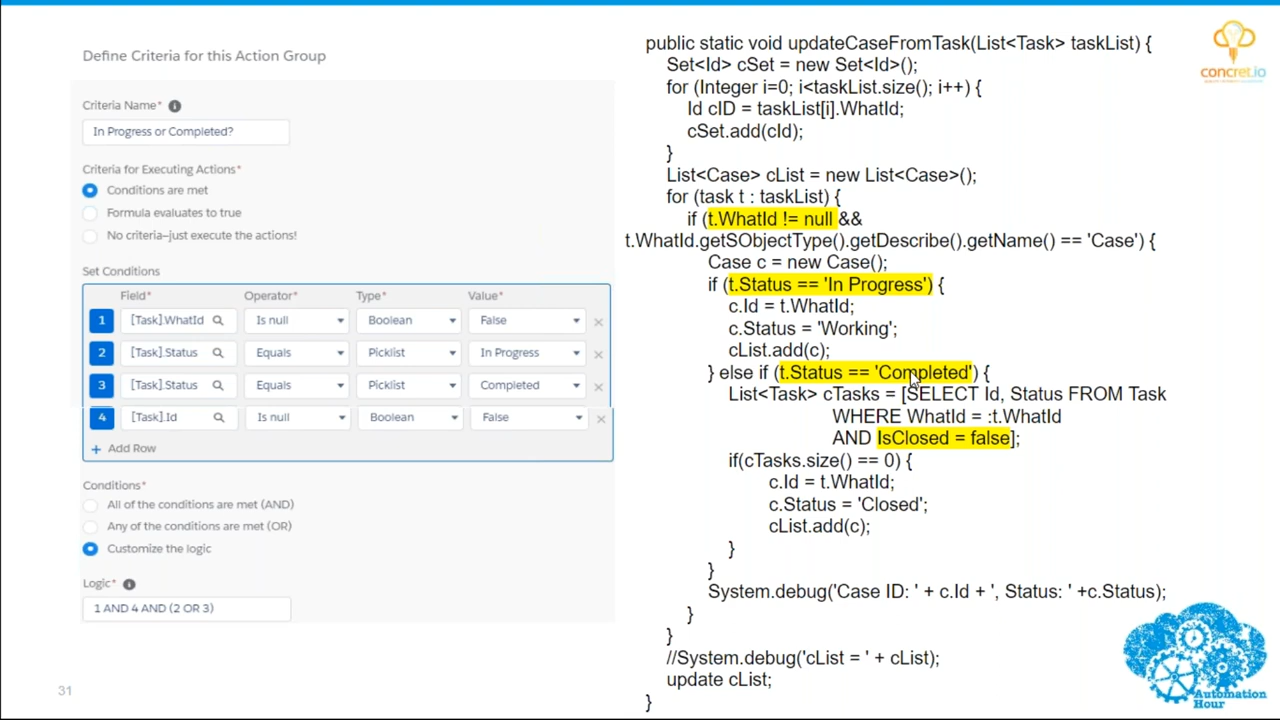 Define Criteria for this Action Group
Criteria Name*
In Progress or Completed?
Criteria for Executing Actions*
Conditions are met
Formula evaluates to true
No criteria–just execute the actions!
Set Conditions
Field* Operator* Type* Value*
1 [Task].WhatId Is null Boolean False
2 [Task].Status Equals Picklist In Progress
3 [Task].Status Equals Picklist Completed
4 [Task].Id Is null Boolean False
+ Add Row
Conditions*
All of the conditions are met (AND)
Any of the conditions are met (OR)
Customize the logic
Logic*
1 AND 4 AND (2 OR 3)
31
public static void updateCaseFromTask(List<Task> taskList) {
Set<Id> cSet = new Set<Id>();
for (Integer i=0; i<taskList.size(); i++) {
Id cID = taskList[i].WhatId;
cSet.add(cId);
}
List<Case> cList = new List<Case>();
for (task t : taskList) {
if (t.WhatId != null &&
t.WhatId.getSObjectType().getDescribe().getName() == 'Case') {
Case c = new Case();
if (t.Status == 'In Progress') {
c.Id = t.WhatId;
c.Status = 'Working';
cList.add(c);
} else if (t.Status == 'Completed') {
List<Task> cTasks = [SELECT Id, Status FROM Task
WHERE WhatId = :t.WhatId
AND IsClosed = false];
if(cTasks.size() == 0) {
c.Id = t.WhatId;
c.Status = 'Closed';
cList.add(c);
}
}
System.debug('Case ID: ' + c.Id + ', Status: ' +c.Status);
}
}
//System.debug('cList = ' + cList);
update cList;
}
concret.io
Automation
Hour